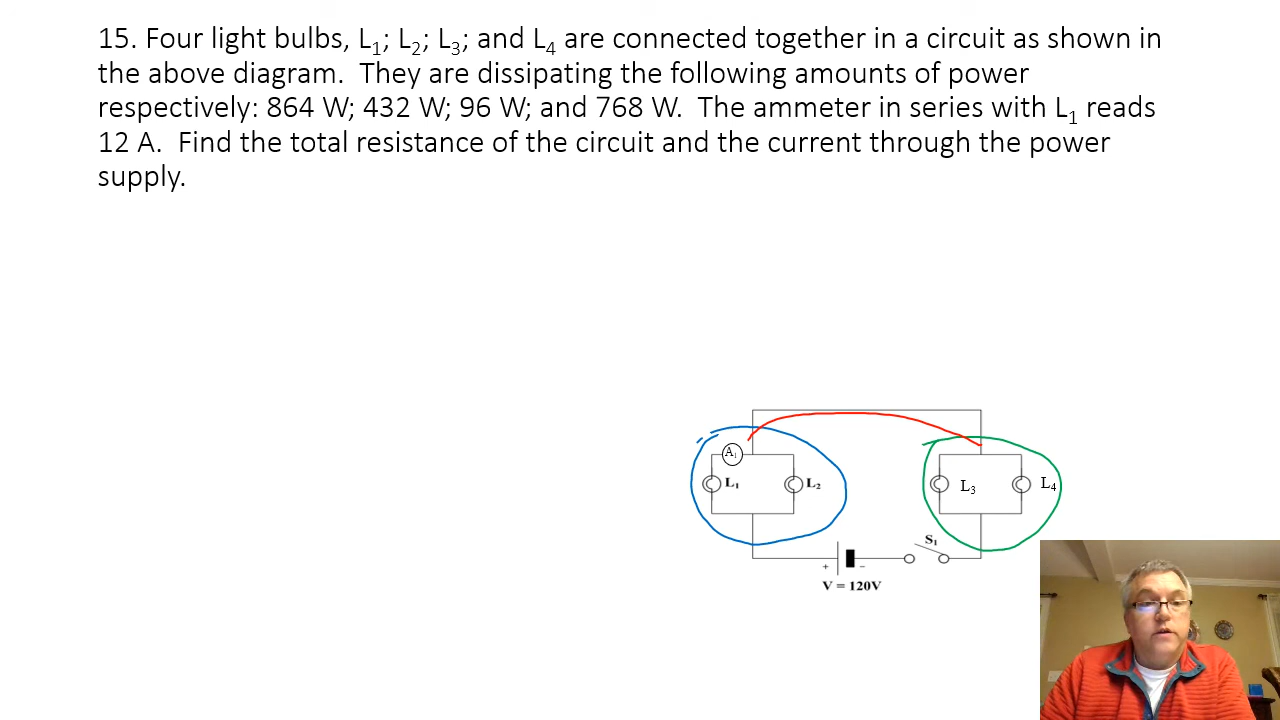 15. Four light bulbs, L₁; L₂; L₃; and L₄ are connected together in a circuit as shown in
the above diagram. They are dissipating the following amounts of power
respectively: 864 W; 432 W; 96 W; and 768 W. The ammeter in series with L₁ reads
12 A. Find the total resistance of the circuit and the current through the power
supply.
A₁
L₁ L₂ L₃ L₄
S₁
+ -
V = 120V